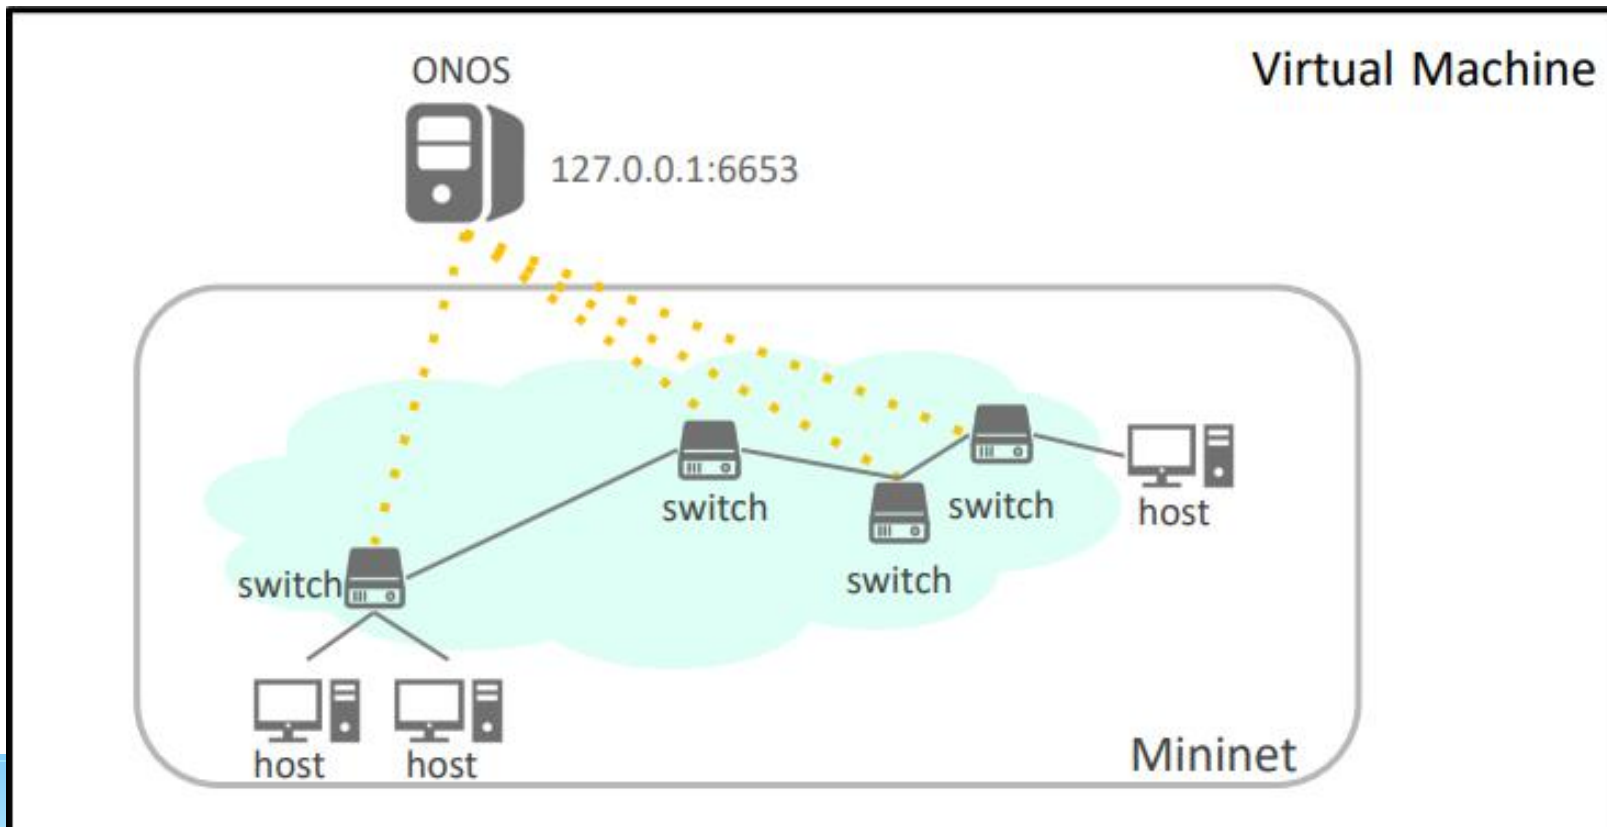 ONOS
Virtual Machine
127.0.0.1:6653
switch
switch
host
switch
switch
host
host
Mininet